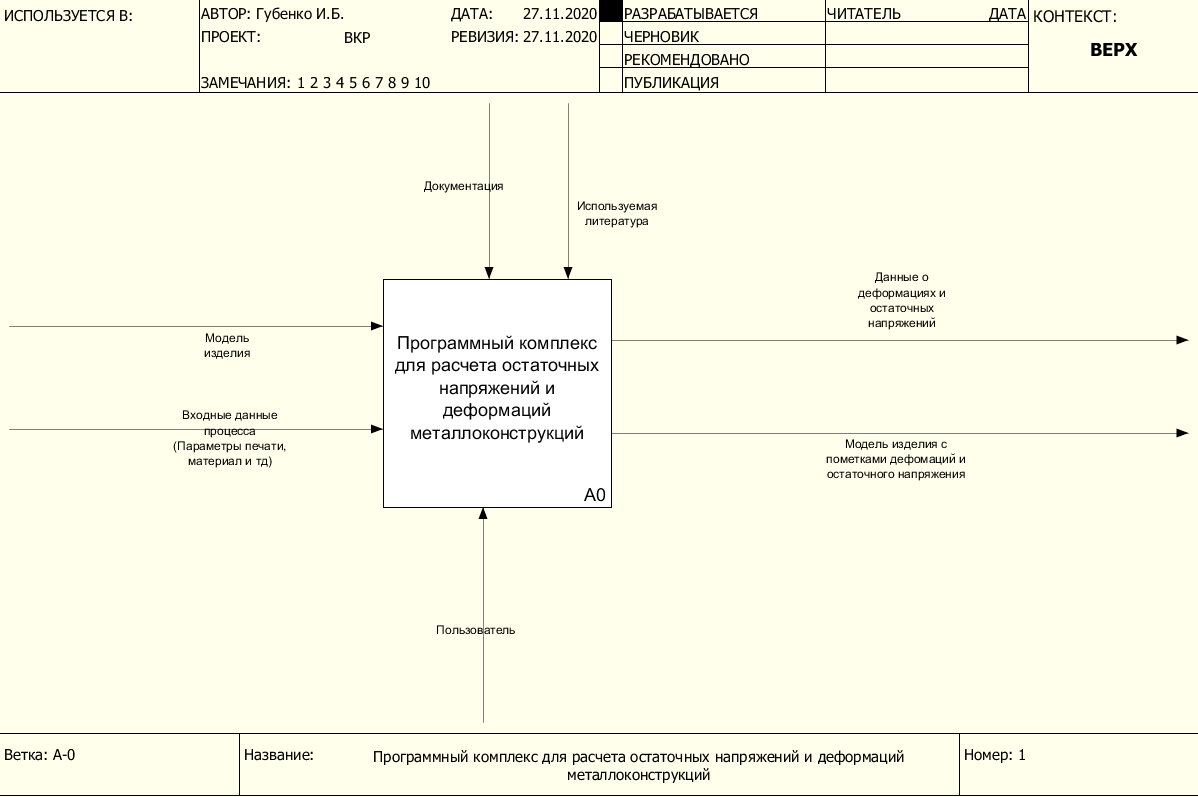 ИСПОЛЬЗУЕТСЯ В:
АВТОР: Губенко И.Б.
ДАТА: 27.11.2020
ПРОЕКТ: ВКР
РЕВИЗИЯ: 27.11.2020
ЗАМЕЧАНИЯ: 1 2 3 4 5 6 7 8 9 10
РАЗРАБАТЫВАЕТСЯ
ЧЕРНОВИК
РЕКОМЕНДОВАНО
ПУБЛИКАЦИЯ
ЧИТАТЕЛЬ
ДАТА
КОНТЕКСТ:
ВЕРХ
Документация
Используемая
литература
Данные о
деформациях и
остаточных
напряжений
Модель
изделия
Программный комплекс
для расчета остаточных
напряжений и
деформаций
металлоконструкций
A0
Входные данные
процесса
(Параметры печати,
материал и тд)
Модель изделия с
пометками дефомаций и
остаточного напряжения
Пользователь
Ветка: A-0
Название:
Программный комплекс для расчета остаточных напряжений и деформаций
металлоконструкций
Номер: 1